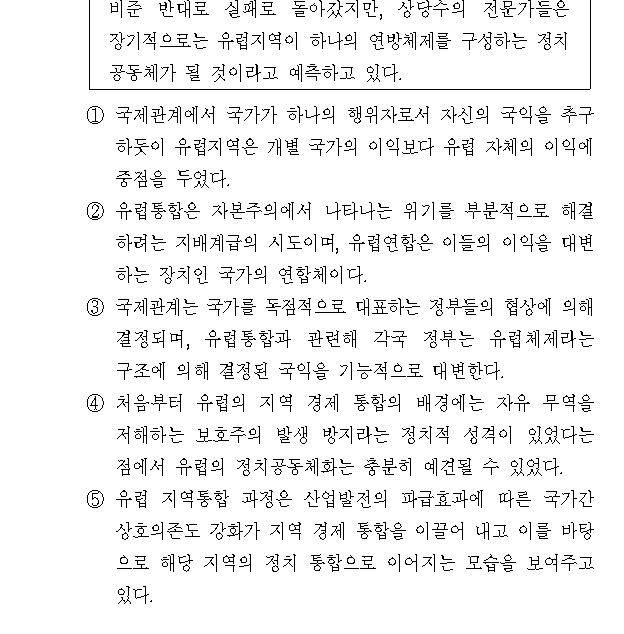 비준 반대로 실패로 돌아갔지만, 상당수의 전문가들은
장기적으로는 유럽지역이 하나의 연방체제를 구성하는 정치
공동체가 될 것이라고 예측하고 있다.
① 국제관계에서 국가가 하나의 행위자로서 자신의 국익을 추구
하듯이 유럽지역은 개별 국가의 이익보다 유럽 자체의 이익에
중점을 두었다.
② 유럽통합은 자본주의에서 나타나는 위기를 부분적으로 해결
하려는 지배계급의 시도이며, 유럽연합은 이들의 이익을 대변
하는 장치인 국가의 연합체이다.
③ 국제관계는 국가를 독점적으로 대표하는 정부들의 협상에 의해
결정되며, 유럽통합과 관련해 각국 정부는 유럽체제라는
구조에 의해 결정된 국익을 기능적으로 대변한다.
④ 처음부터 유럽의 지역 경제 통합의 배경에는 자유 무역을
저해하는 보호주의 발생 방지라는 정치적 성격이 있었다는
점에서 유럽의 정치공동체화는 충분히 예견될 수 있었다.
⑤ 유럽 지역통합 과정은 산업발전의 파급효과에 따른 국가간
상호의존도 강화가 지역 경제 통합을 이끌어 내고 이를 바탕
으로 해당 지역의 정치 통합으로 이어지는 모습을 보여주고
있다.